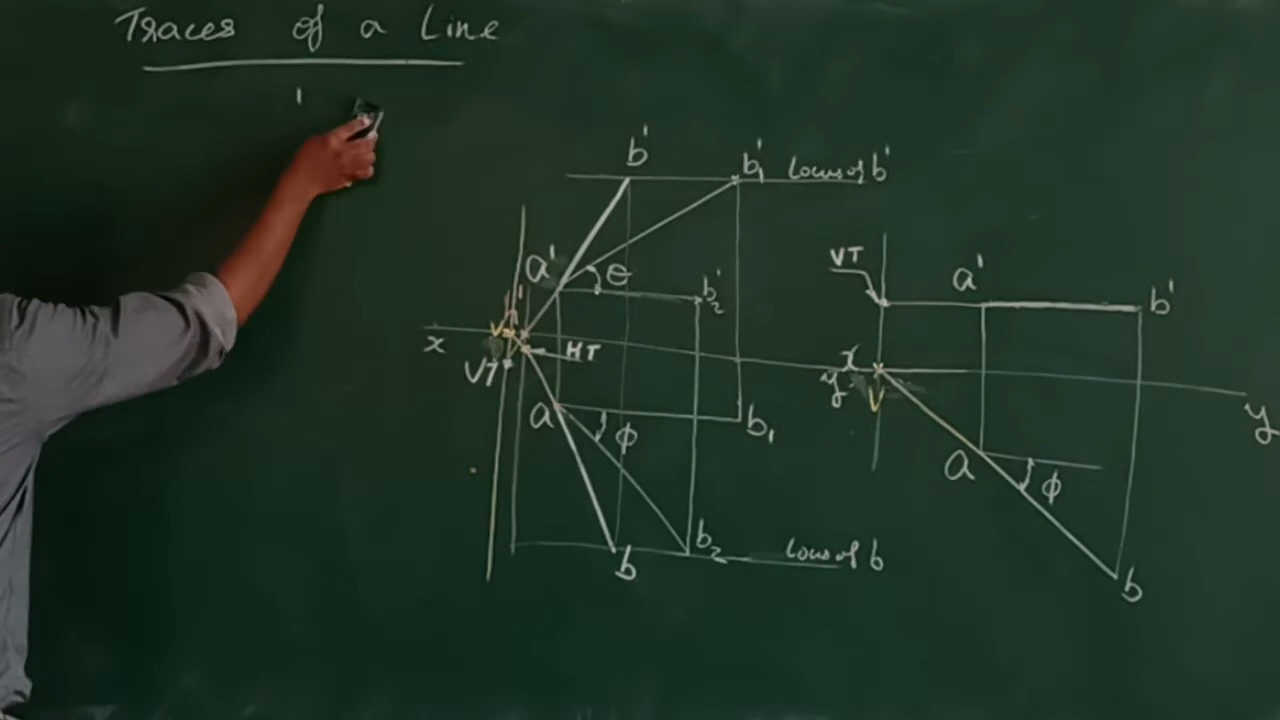 Traces of a Line
b'
b'₁
locus of b'
a'
θ
b'₂
VT
a'
b'
x
HT
VT
x
y
V
y
a
b₁
φ
a
φ
b₂
b
locus of b
b